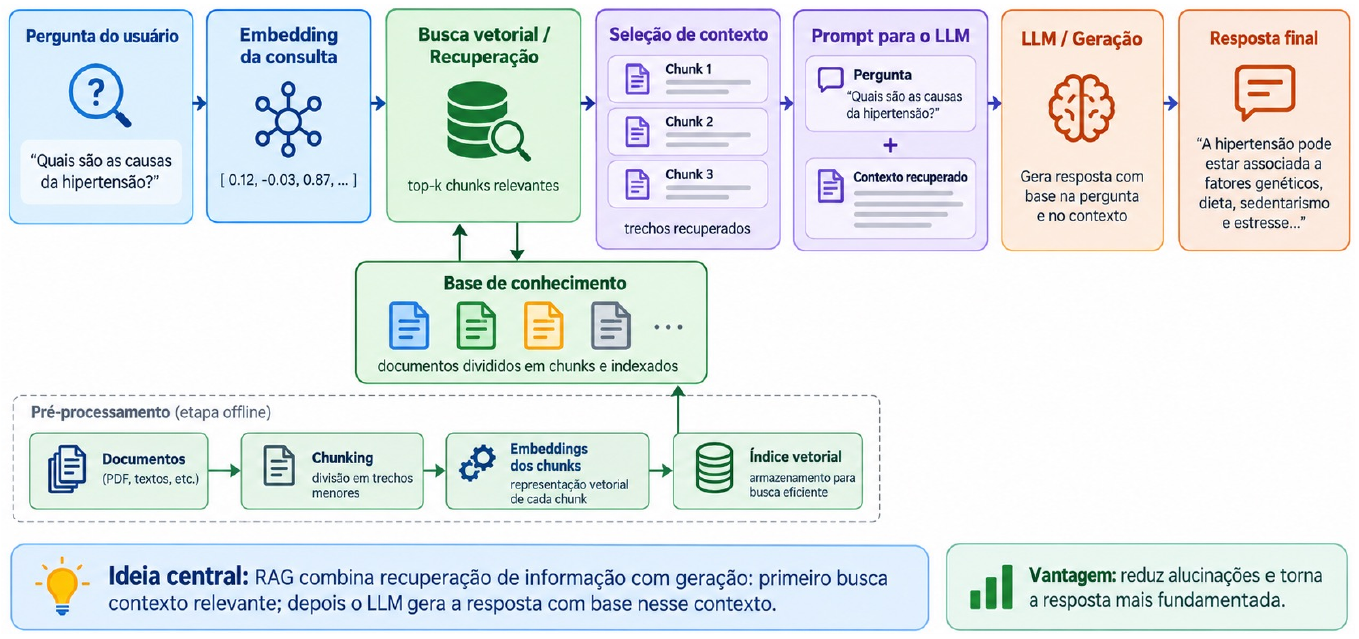 Pergunta do usuário
?
“Quais são as causas
da hipertensão?”
Embedding
da consulta
[ 0.12, -0.03, 0.87, ... ]
Busca vetorial /
Recuperação
top-k chunks relevantes
Seleção de contexto
Chunk 1
Chunk 2
Chunk 3
trechos recuperados
Prompt para o LLM
Pergunta
“Quais são as causas
da hipertensão?”
+
Contexto recuperado
LLM / Geração
Gera resposta com
base na pergunta
e no contexto
Resposta final
“A hipertensão pode
estar associada a
fatores genéticos,
dieta, sedentarismo
e estresse...”
Base de conhecimento
...
documentos divididos em chunks e indexados
Pré-processamento (etapa offline)
Documentos
(PDF, textos, etc.)
Chunking
divisão em trechos
menores
Embeddings
dos chunks
representação vetorial
de cada chunk
Índice vetorial
armazenamento para
busca eficiente
Ideia central: RAG combina recuperação de informação com geração: primeiro busca
contexto relevante; depois o LLM gera a resposta com base nesse contexto.
Vantagem: reduz alucinações e torna
a resposta mais fundamentada.